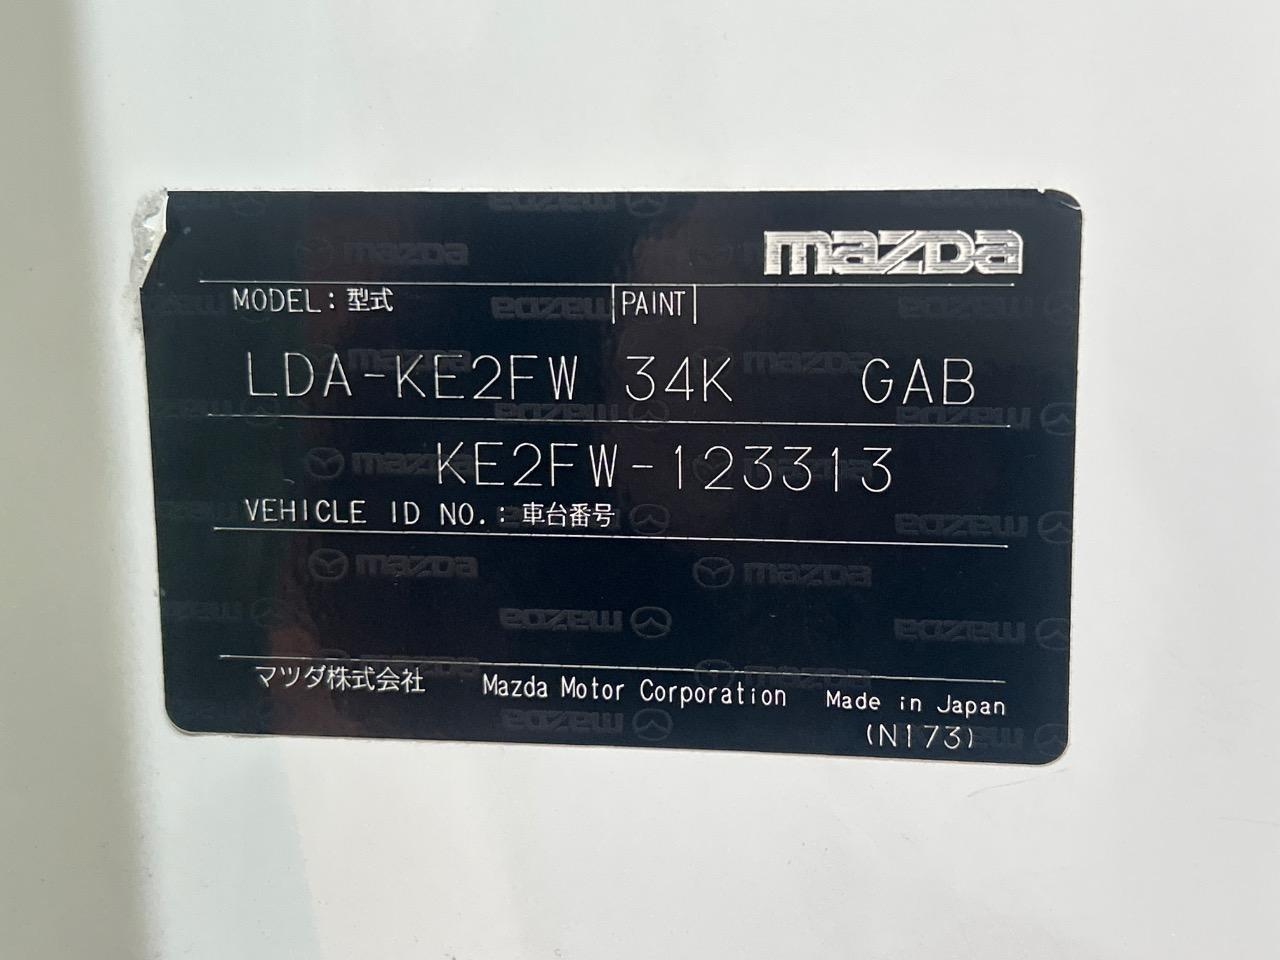 mazda
MODEL: 型式 PAINT
LDA-KE2FW 34K GAB
KE2FW-123313
VEHICLE ID NO.: 車台番号
マツダ株式会社 Mazda Motor Corporation Made in Japan
(N173)